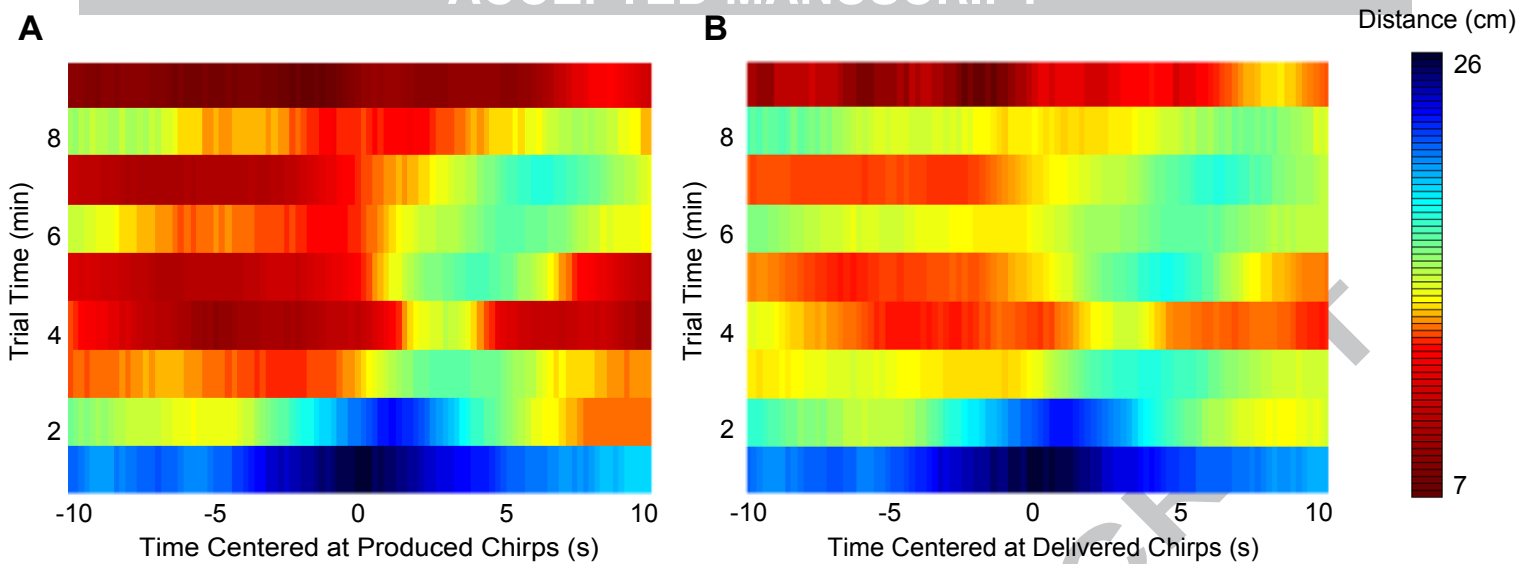 ACCEPTED MANUSCRIPT
A
B
Distance (cm)
26
7
Trial Time (min)
8
6
4
2
-10 -5 0 5 10
Time Centered at Produced Chirps (s)
Trial Time (min)
8
6
4
2
-10 -5 0 5 10
Time Centered at Delivered Chirps (s)